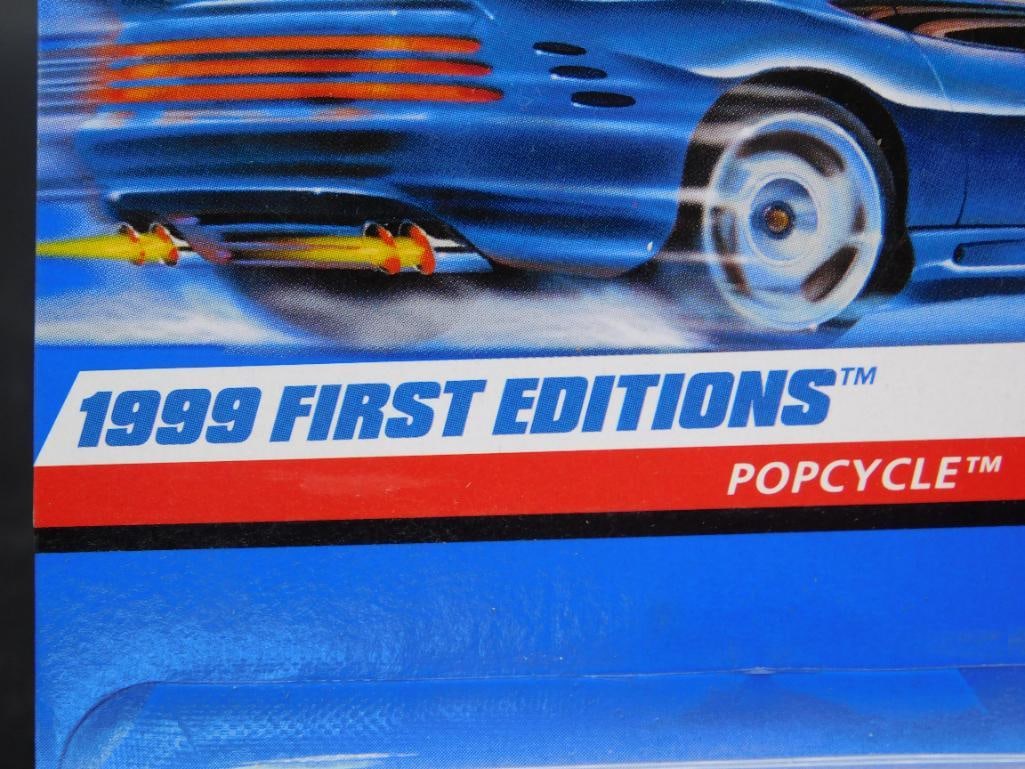 1999 FIRST EDITIONS™
POPCYCLE™